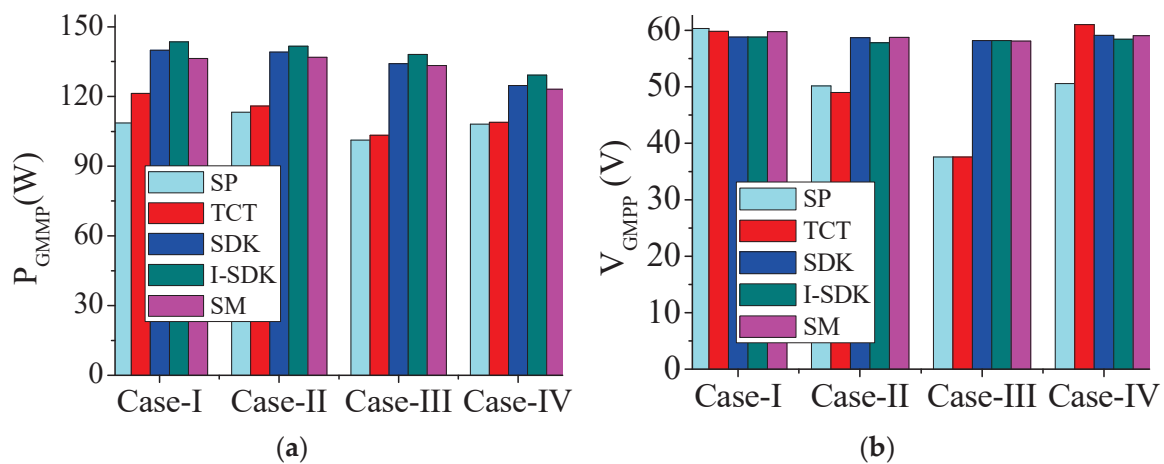 150
120
90
60
30
0
P_GMMP(W)
SP
TCT
SDK
I-SDK
SM
Case-I Case-II Case-III Case-IV
(a)
60
50
40
30
20
10
0
V_GMPP (V)
SP
TCT
SDK
I-SDK
SM
Case-I Case-II Case-III Case-IV
(b)